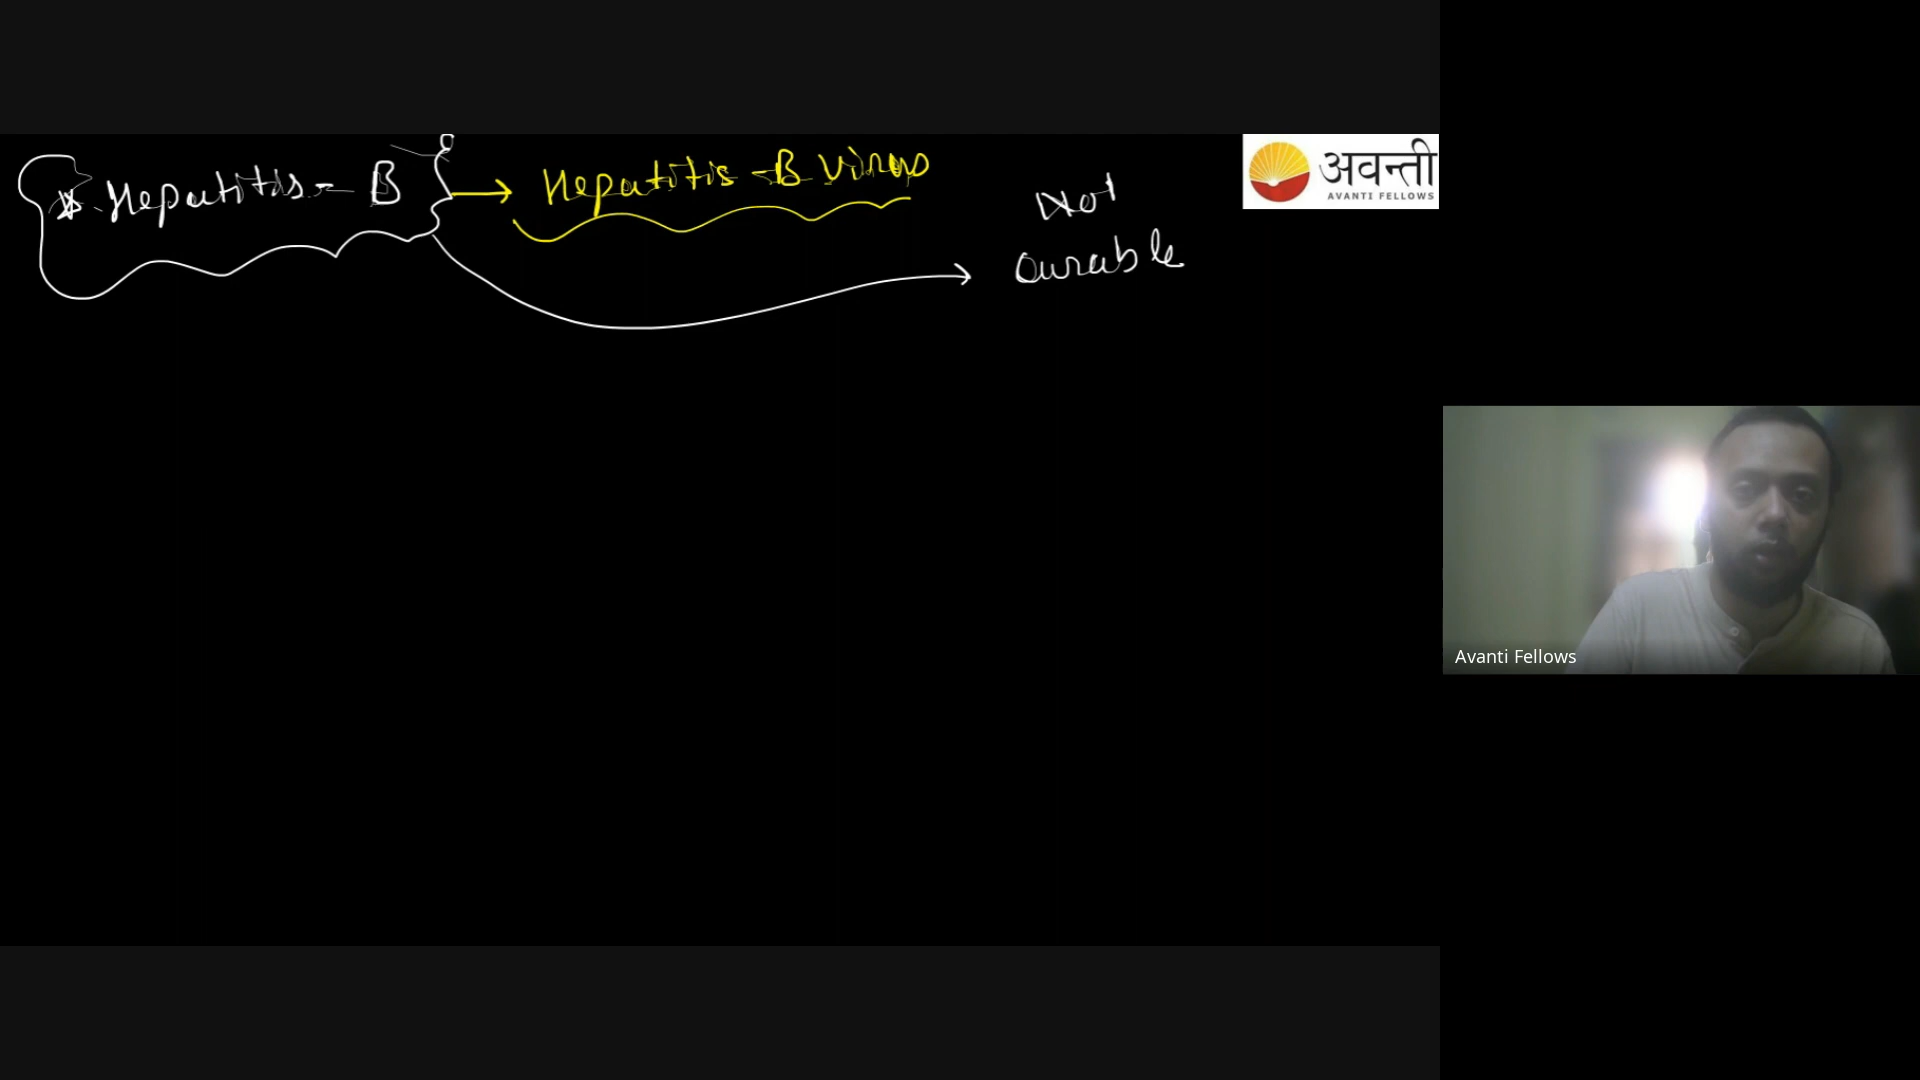 * Hepatitis - B → Hepatitis - B virus
Not
Curable
अवन्ती
AVANTI FELLOWS
Avanti Fellows